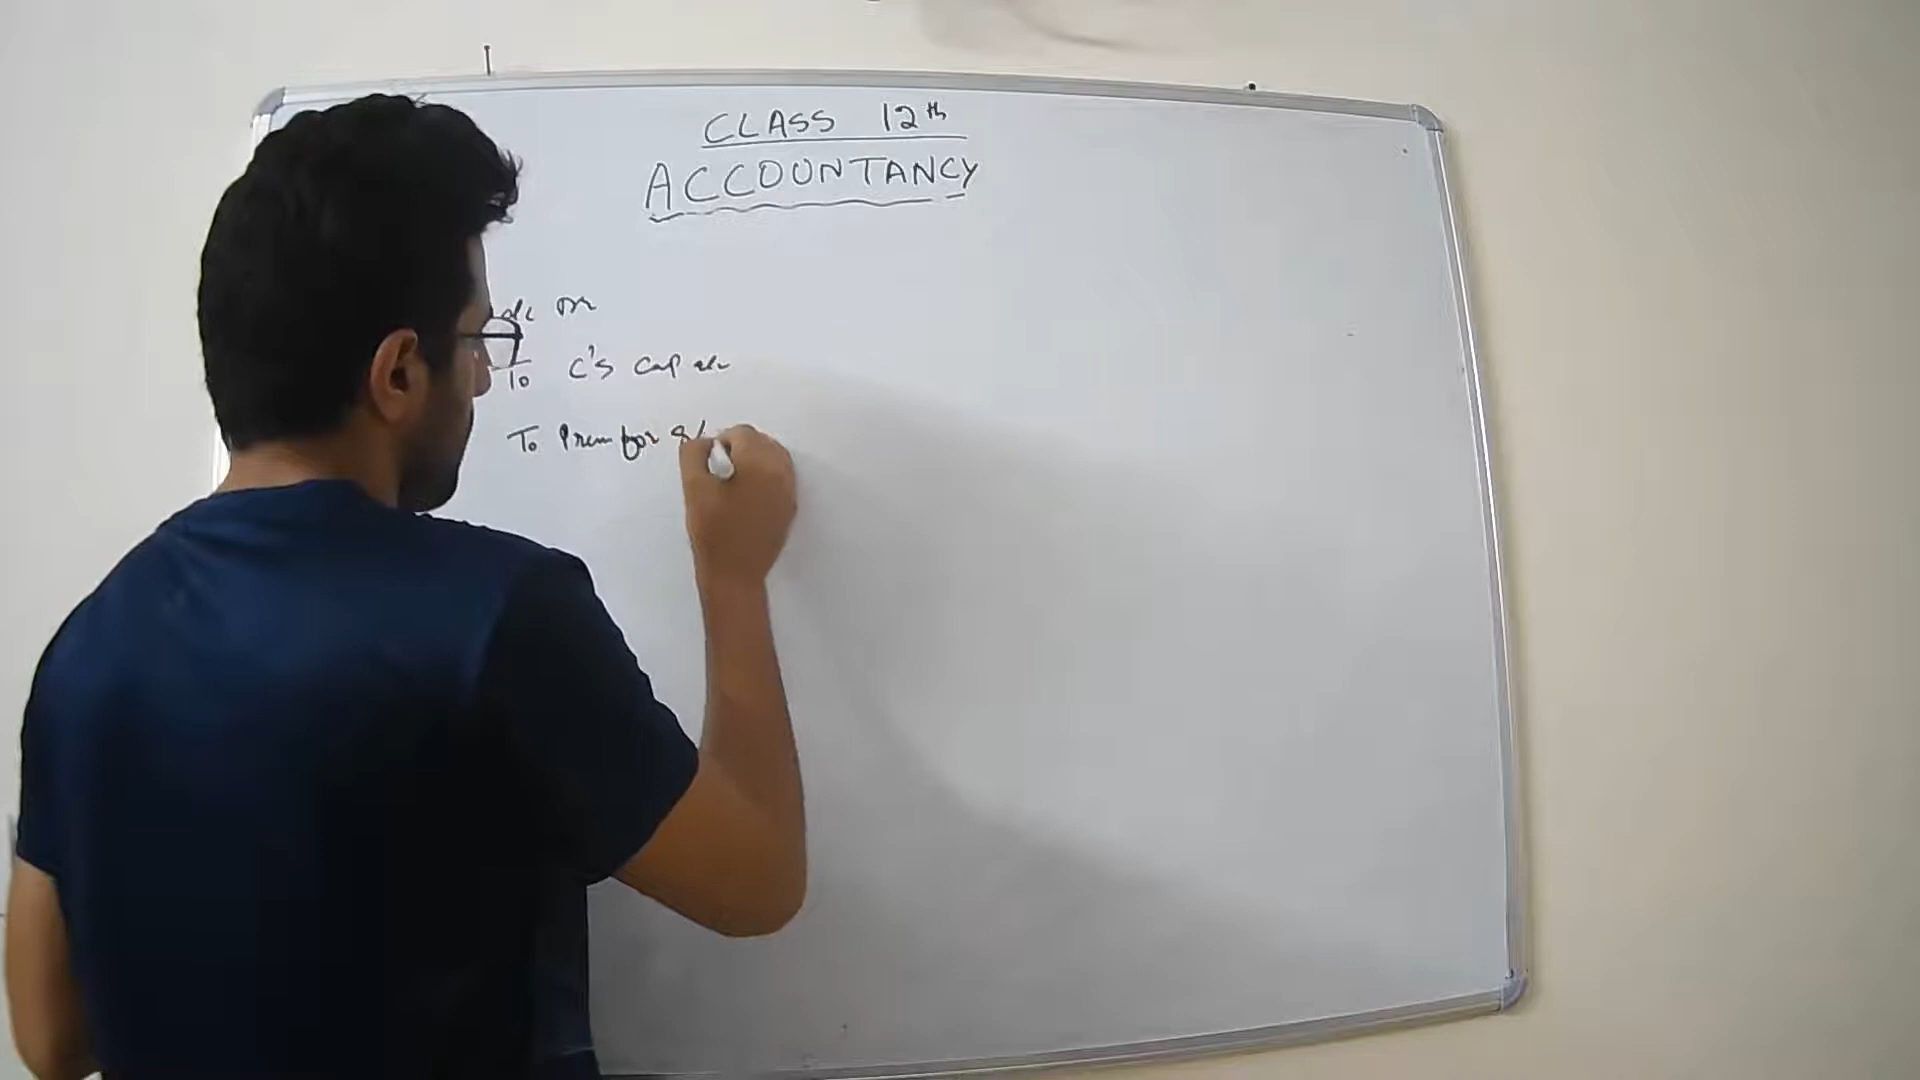 CLASS 12th
ACCOUNTANCY
a/c Dr
To C's Cap a/c
To Prem for g/